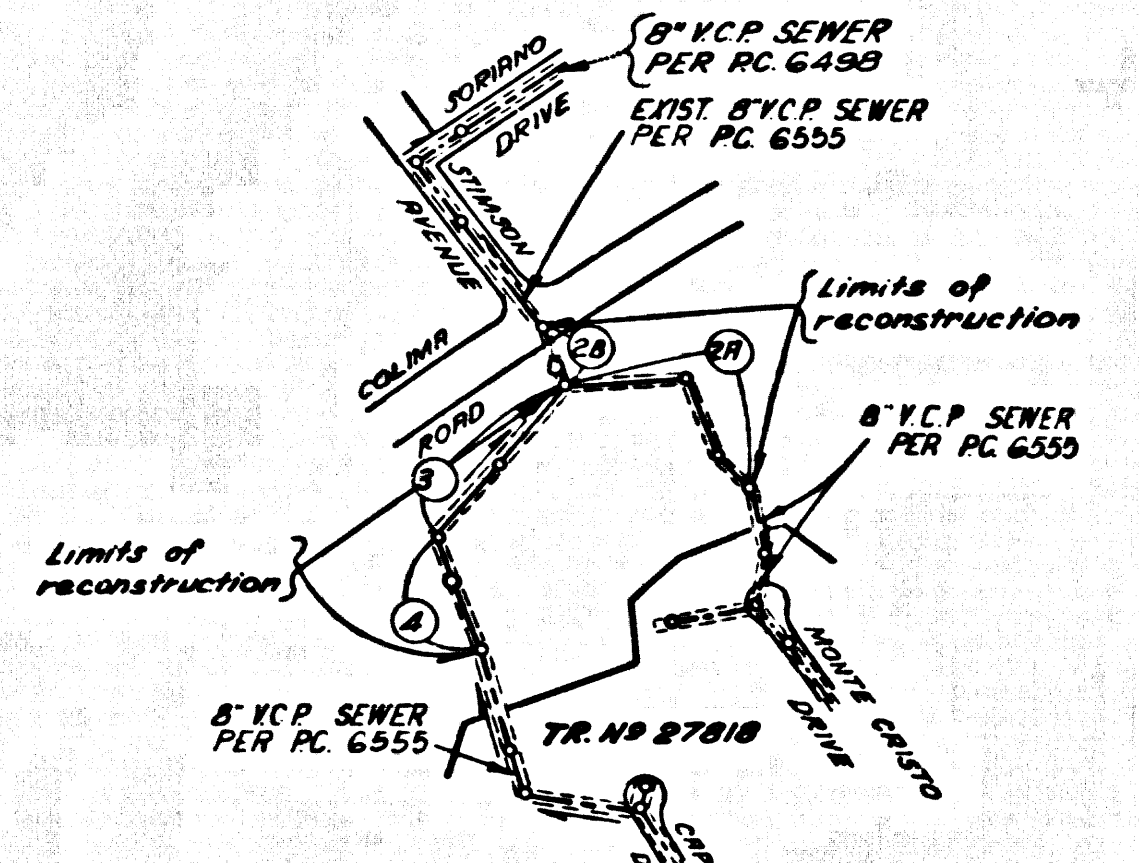 8" V.C.P. SEWER
PER P.C. 6498
SORIANO
DRIVE
EXIST. 8" V.C.P. SEWER
PER P.C. 6555
STIMSON
AVENUE
Limits of
reconstruction
COLIMA
ROAD
2B
2A
8" V.C.P. SEWER
PER P.C. 6555
3
Limits of
reconstruction
4
8" V.C.P. SEWER
PER P.C. 6555
TR. NO 27818
MONTE CRISTO
DRIVE
CAP
D